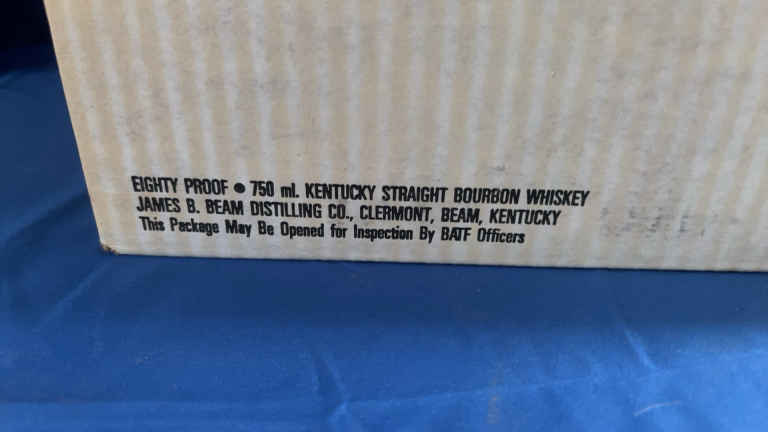 EIGHTY PROOF • 750 ml. KENTUCKY STRAIGHT BOURBON WHISKEY
JAMES B. BEAM DISTILLING CO., CLERMONT, BEAM, KENTUCKY
This Package May Be Opened for Inspection By BATF Officers